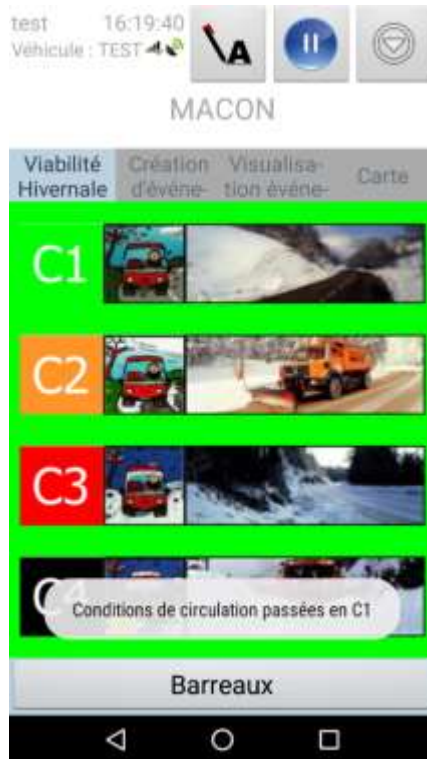 test 16:19:40
Véhicule : TEST
A
MACON
Viabilité Hivernale
Création d'événe-
Visualisa-
tion événe-
Carte
C1
C2
C3
C4
Conditions de circulation passées en C1
Barreaux